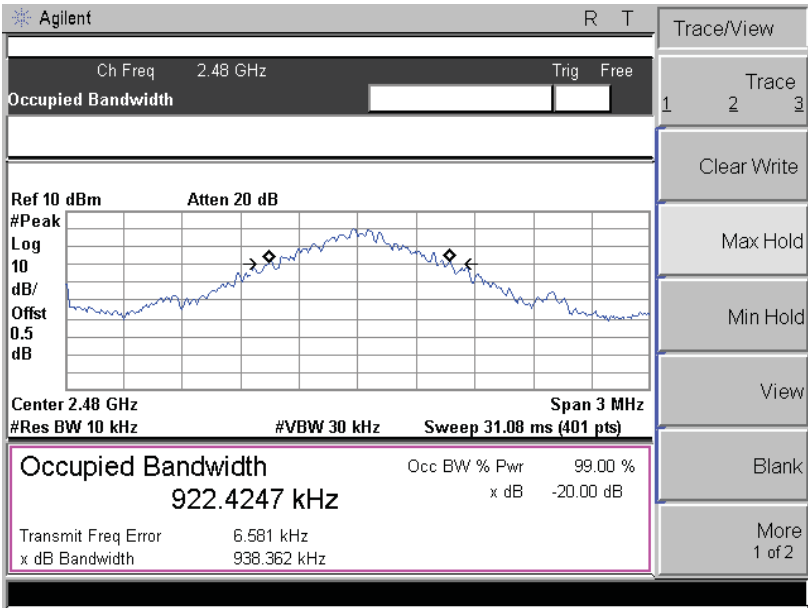 Agilent R T
Trace/View
Ch Freq 2.48 GHz Trig Free
Occupied Bandwidth
Trace
1 2 3
Clear Write
Ref 10 dBm Atten 20 dB
#Peak
Log
10
dB/
Offst
0.5
dB
Max Hold
Min Hold
View
Center 2.48 GHz Span 3 MHz
#Res BW 10 kHz #VBW 30 kHz Sweep 31.08 ms (401 pts)
Occupied Bandwidth
922.4247 kHz
Occ BW % Pwr 99.00 %
x dB -20.00 dB
Transmit Freq Error 6.581 kHz
x dB Bandwidth 938.362 kHz
Blank
More
1 of 2